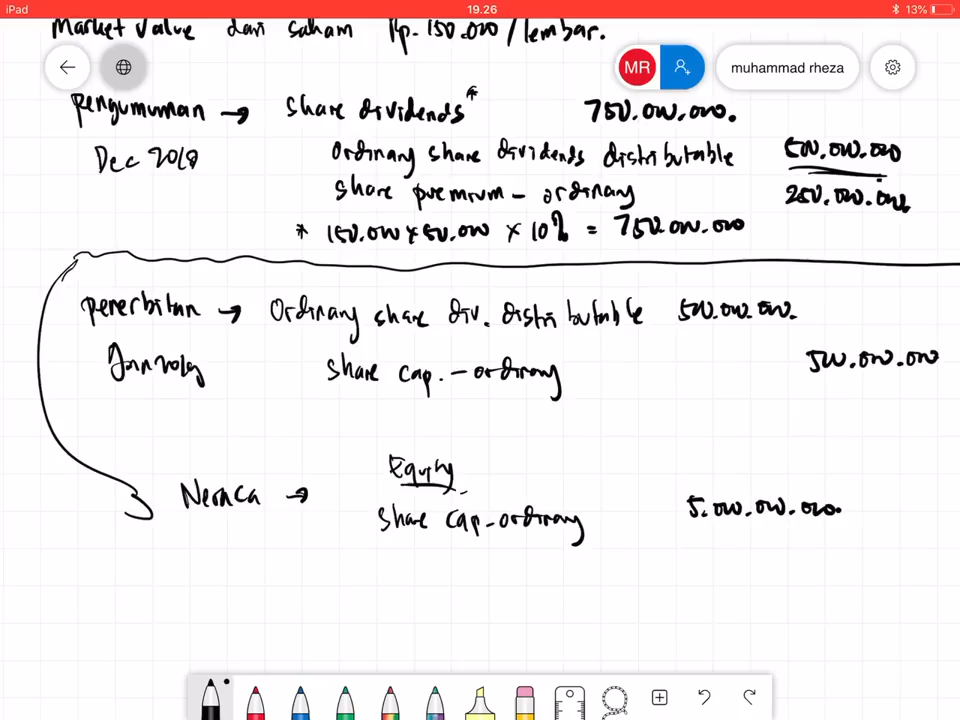 iPad 19.26 13%
Market Value dari saham Rp. 150.000 / lembar.
MR muhammad rheza
pengumuman → share dividends* 750.000.000.
Dec 2018 ordinary share dividends distributable 500.000.000
share premium - ordinary 250.000.000
* 150.000 x 50.000 x 10% = 750.000.000
penerbitan → Ordinary share div. distributable 500.000.000.
Jan 2019 share cap. - ordinary 500.000.000
Equity
Neraca → share cap - ordinary 5.000.000.000.